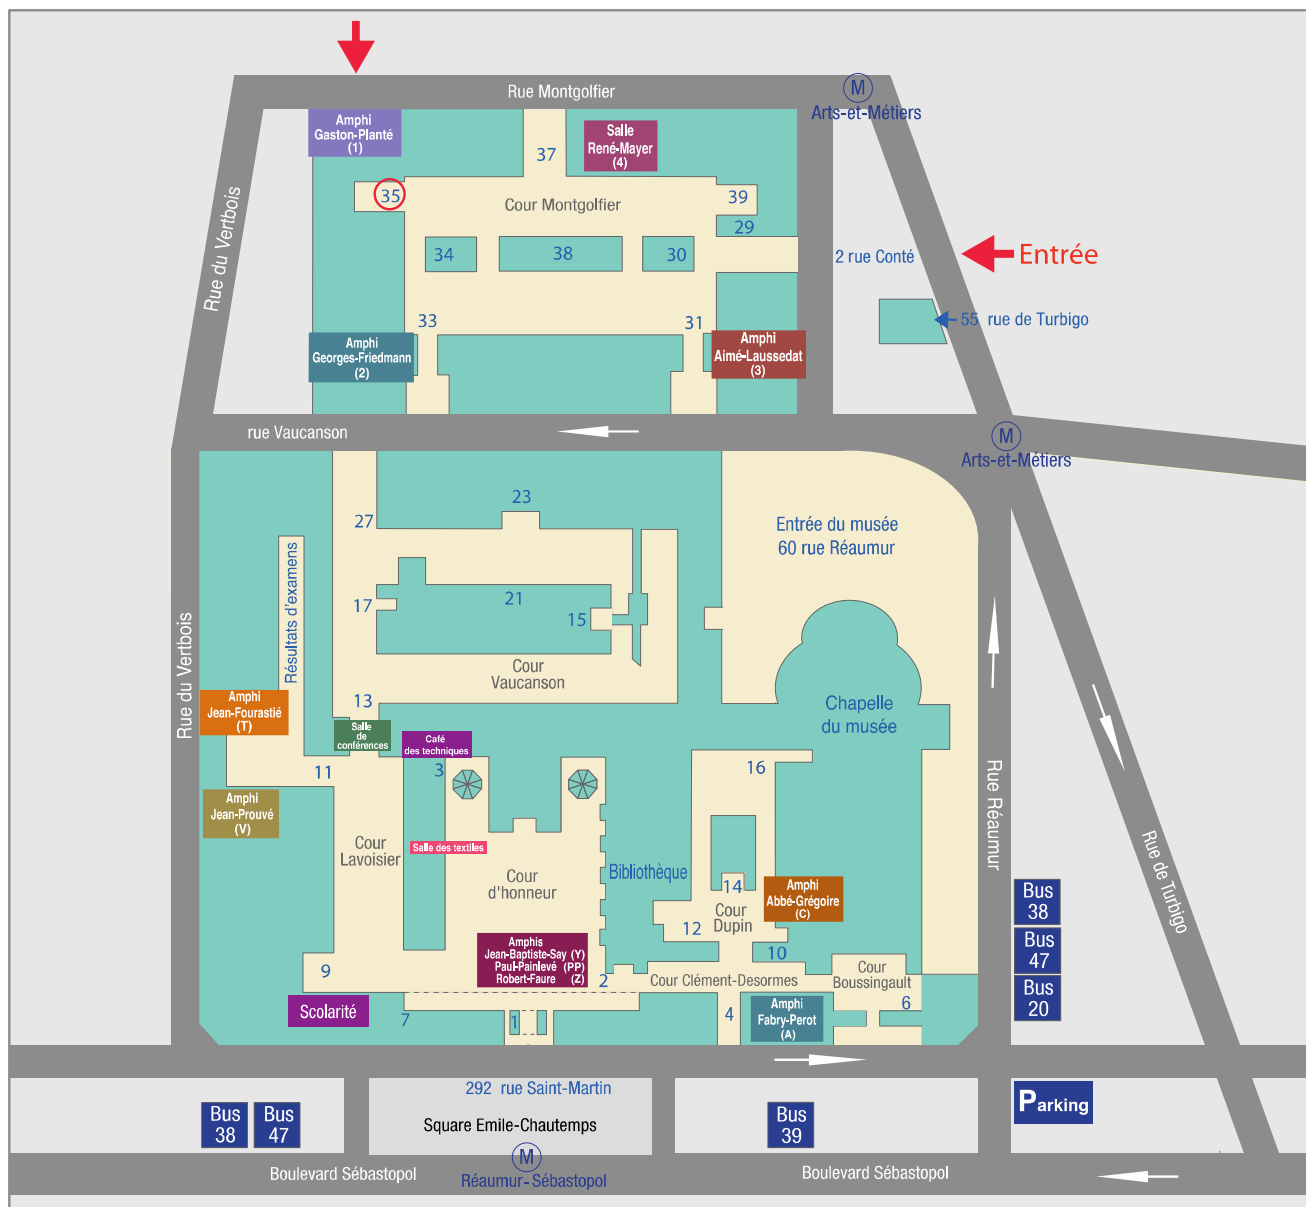 Rue Montgolfier
M
Arts-et-Métiers
Amphi
Gaston-Planté
(1)
Salle
René-Mayer
(4)
37
35
39
Cour Montgolfier
29
Rue du Vertbois
34
38
30
2 rue Conté
Entrée
33
31
55 rue de Turbigo
Amphi
Georges-Friedmann
(2)
Amphi
Aimé-Laussedat
(3)
rue Vaucanson
M
Arts-et-Métiers
23
27
Entrée du musée
60 rue Réaumur
Résultats d'examens
17
21
15
Cour
Vaucanson
Rue du Vertbois
13
Amphi
Jean-Fourastié
(T)
Salle
de
conférences
Café
des techniques
Chapelle
du musée
11
3
16
Rue Réaumur
Amphi
Jean-Prouvé
(V)
Cour
Lavoisier
Salle des textiles
Cour
d'honneur
Bibliothèque
14
Amphi
Abbé-Grégoire
(C)
Rue de Turbigo
Bus
38
Bus
47
Bus
20
12
Cour
Dupin
Amphis
Jean-Baptiste-Say (Y)
Paul-Painlevé (PP)
Robert-Faure (Z)
10
9
2
Cour Clément-Desormes
Cour
Boussingault
Scolarité
7
1
4
Amphi
Fabry-Perot
(A)
6
292 rue Saint-Martin
Parking
Bus
38
Bus
47
Square Emile-Chautemps
Bus
39
M
Réaumur-Sébastopol
Boulevard Sébastopol
Boulevard Sébastopol